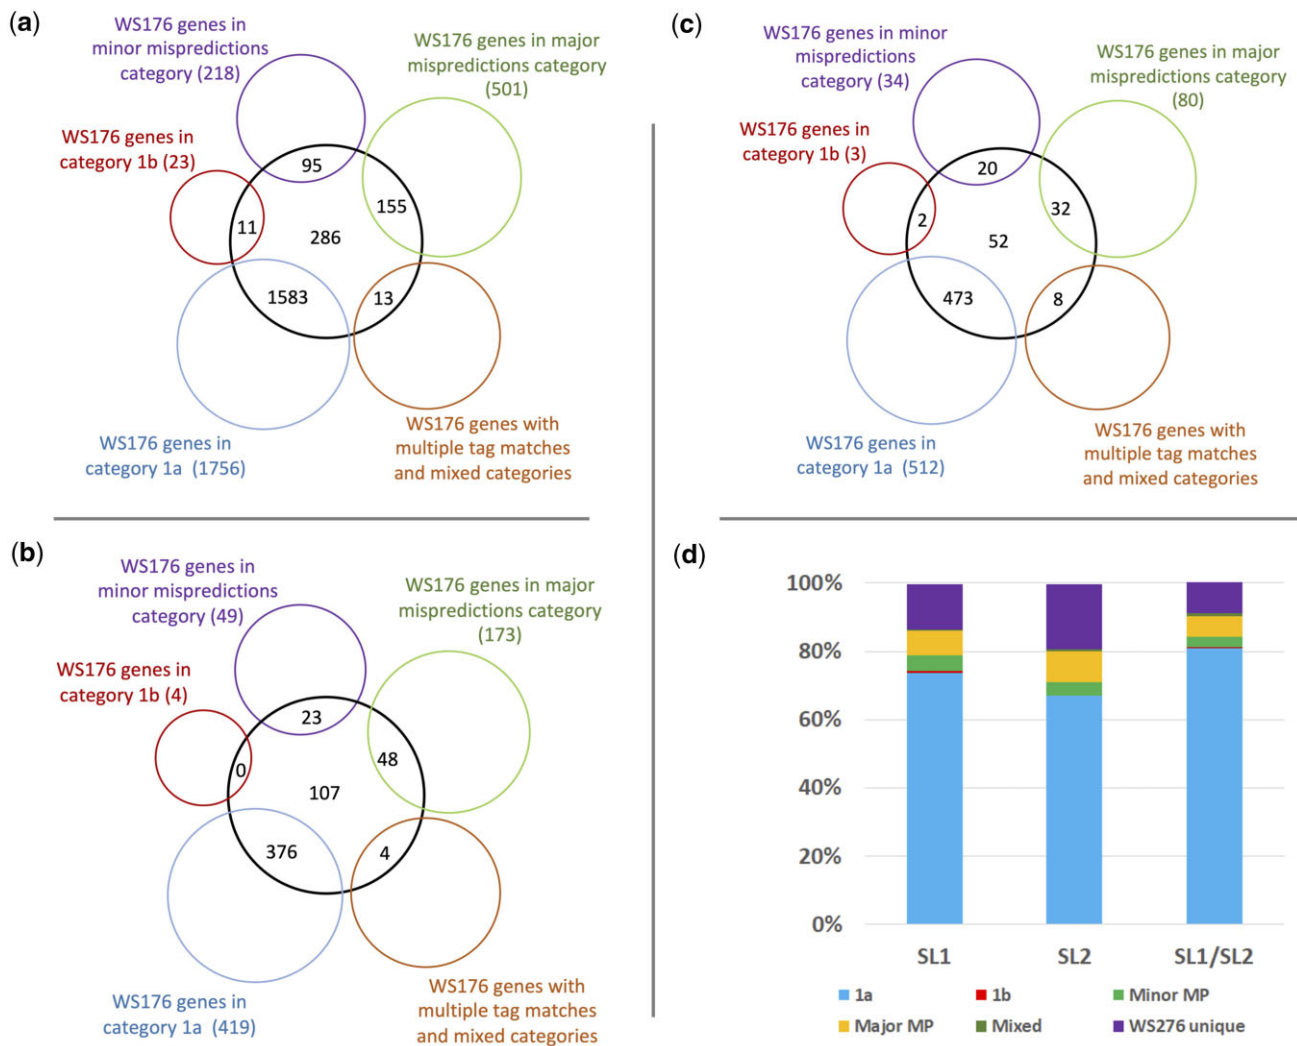 (a)
WS176 genes in
minor mispredictions
category (218)
WS176 genes in major
mispredictions category
(501)
WS176 genes in
category 1b (23)
95
155
11
286
1583
13
WS176 genes in
category 1a (1756)
WS176 genes with
multiple tag matches
and mixed categories
(b)
WS176 genes in
minor mispredictions
category (49)
WS176 genes in major
mispredictions category
(173)
WS176 genes in
category 1b (4)
23
48
0
107
376
4
WS176 genes in
category 1a (419)
WS176 genes with
multiple tag matches
and mixed categories
(c)
WS176 genes in minor
mispredictions
category (34)
WS176 genes in major
mispredictions category
(80)
WS176 genes in
category 1b (3)
20
32
2
52
473
8
WS176 genes in
category 1a (512)
WS176 genes with
multiple tag matches
and mixed categories
(d)
100%
80%
60%
40%
20%
0%
SL1 SL2 SL1/SL2
1a 1b Minor MP
Major MP Mixed WS276 unique